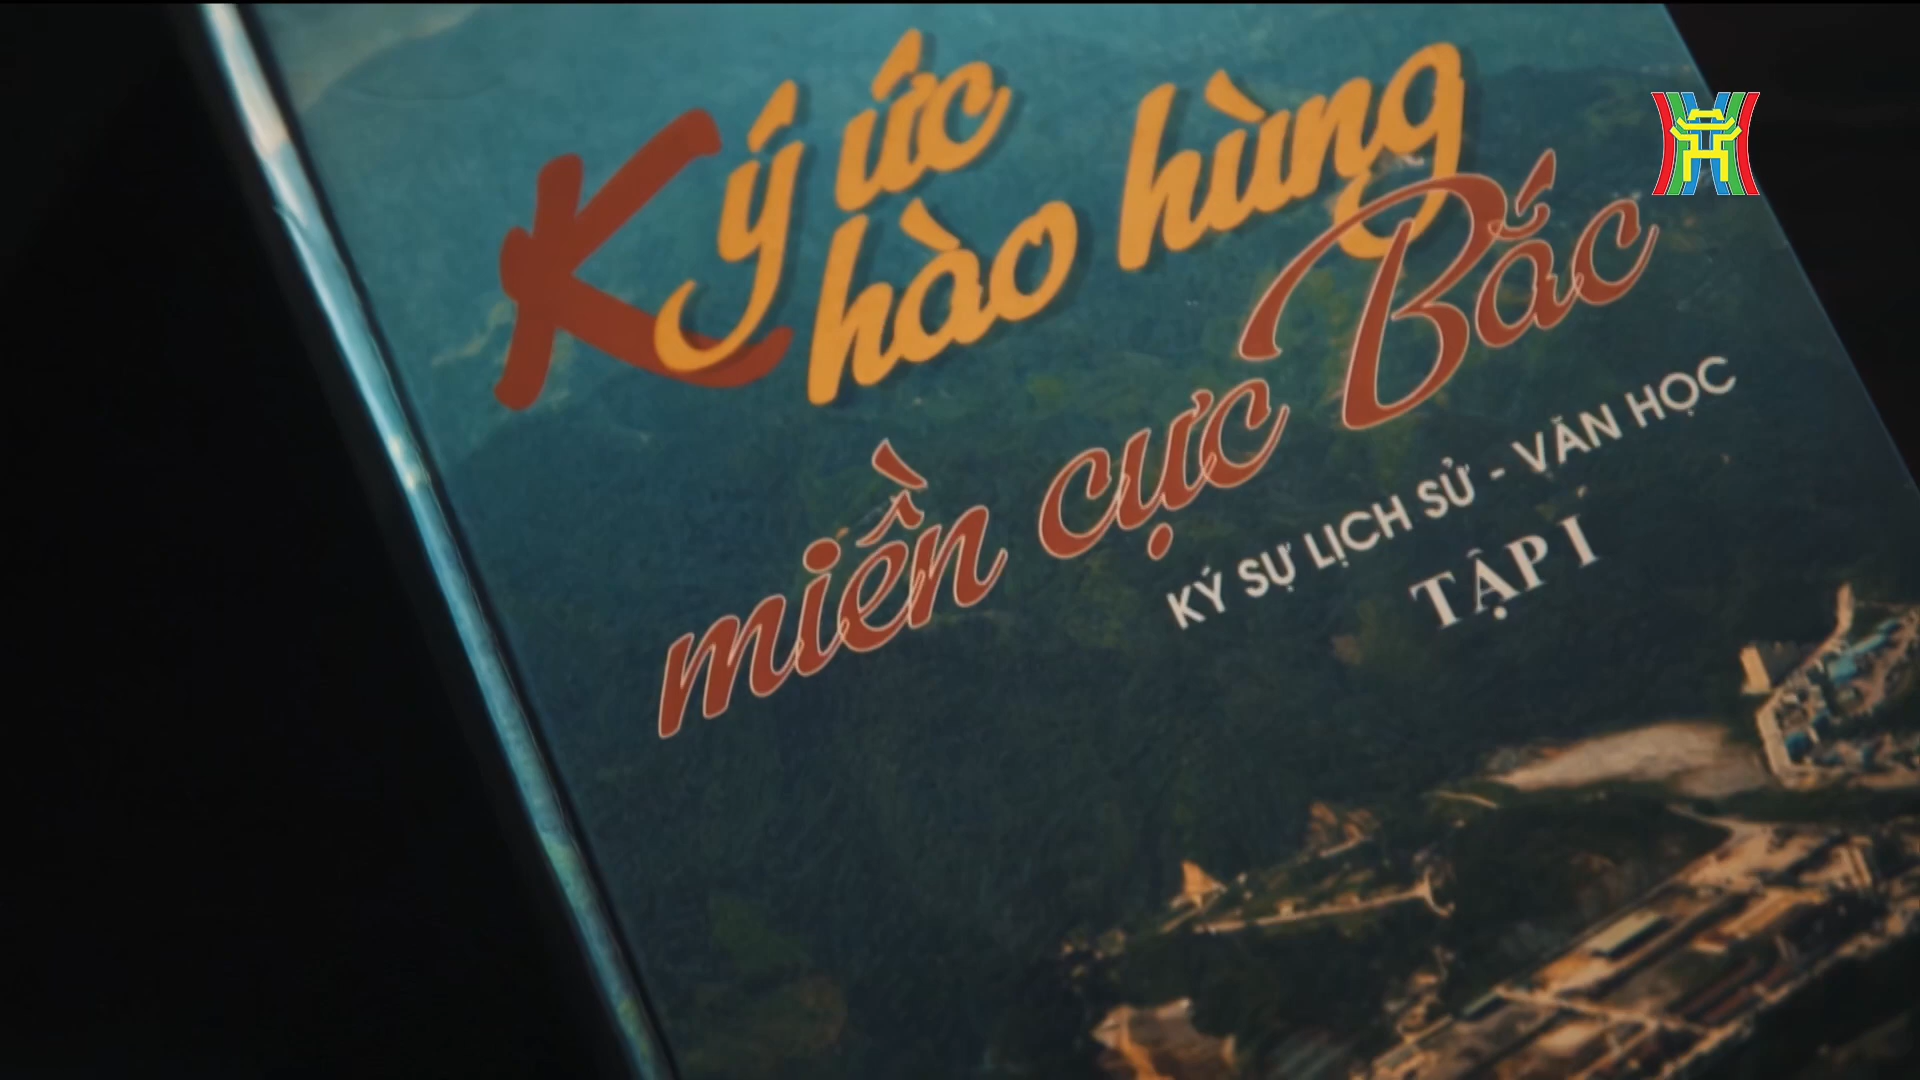 Ký ức
hào hùng
miền cực Bắc
KÝ SỰ LỊCH SỬ - VĂN HỌC
TẬP I